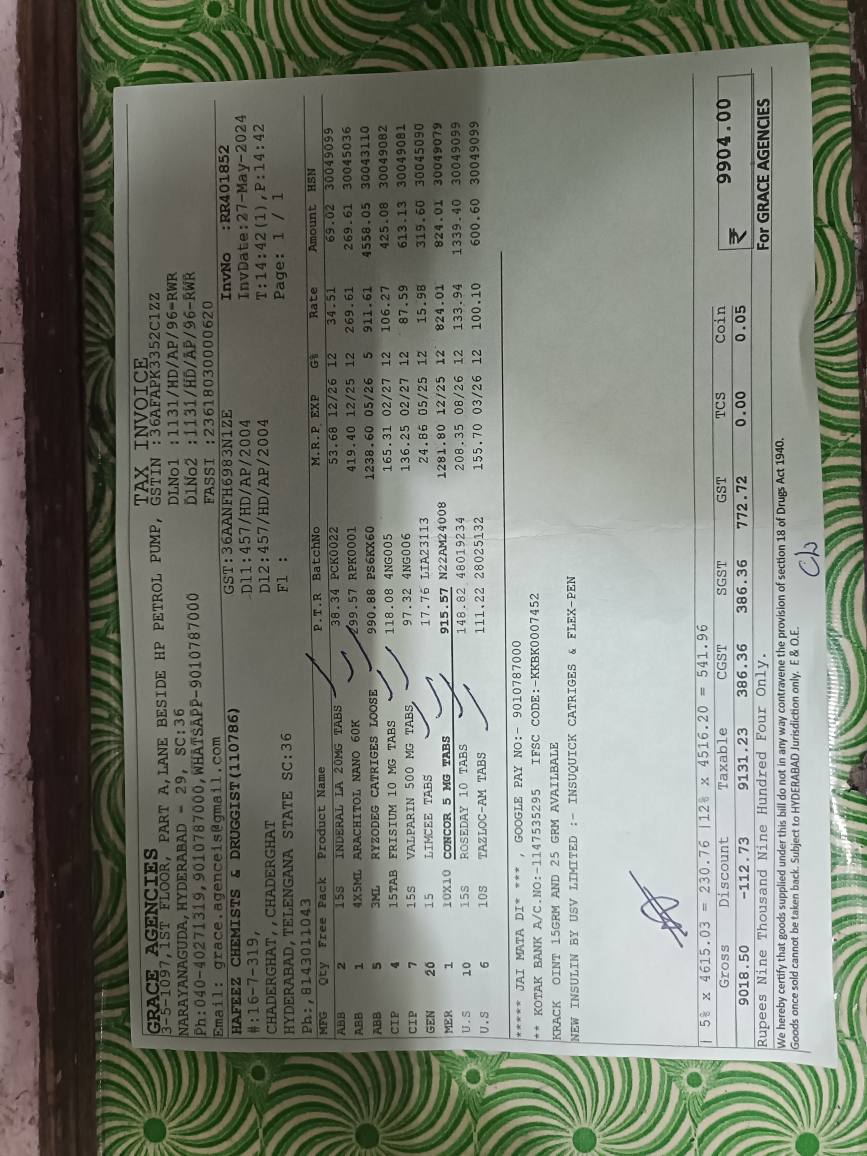 TAX INVOICE
GRACE AGENCIES
3-5-1097,1ST FLOOR, PART A,LANE BESIDE HP PETROL PUMP, GSTIN :36AFAPK3352C1ZZ
NARAYANAGUDA,HYDERABAD - 29, SC:36 DLNo1 :1131/HD/AP/96-RWR
Ph:040-40271319,9010787000,WHATSAPP-9010787000 DlNo2 :1131/HD/AP/96-RWR
Email: grace.agenceis@gmail.com FASSI :23618030000620
HAFEEZ CHEMISTS & DRUGGIST(110786) GST:36AANFH6983N1ZE InvNo :RR401852
#:16-7-319, D11:457/HD/AP/2004 InvDate:27-May-2024
CHADERGHAT,,CHADERGHAT D12:457/HD/AP/2004 T:14:42(1),P:14:42
HYDERABAD,TELENGANA STATE SC:36 Fl : Page: 1 / 1
Ph:,8143011043
MFG Qty Free Pack Product Name P.T.R BatchNo M.R.P EXP G% Rate Amount HSN
ABB 2 15S INDERAL LA 20MG TABS 38.34 PCK0022 53.68 12/26 12 34.51 69.02 30049099
ABB 1 4X5ML ARACHITOL NANO 60K 299.57 RPK0001 419.40 12/25 12 269.61 269.61 30045036
ABB 5 3ML RYZODEG CATRIGES LOOSE 990.88 PS6KX60 1238.60 05/26 5 911.61 4558.05 30043110
CIP 4 15TAB FRISIUM 10 MG TABS 118.08 4NG005 165.31 02/27 12 106.27 425.08 30049082
CIP 7 15S VALPARIN 500 MG TABS 97.32 4NG006 136.25 02/27 12 87.59 613.13 30049081
GEN 20 15 LIMCEE TABS 17.76 LIA23113 24.86 05/25 12 15.98 319.60 30045090
MER 1 10X10 CONCOR 5 MG TABS 915.57 N22AM24008 1281.80 12/25 12 824.01 824.01 30049079
U.S 10 15S ROSEDAY 10 TABS 148.82 48019234 208.35 08/26 12 133.94 1339.40 30049099
U.S 6 10S TAZLOC-AM TABS 111.22 28025132 155.70 03/26 12 100.10 600.60 30049099
***** JAI MATA DI* *** , GOOGLE PAY NO:- 9010787000
** KOTAK BANK A/C.NO:-1147535295 IFSC CODE:-KKBK0007452
KRACK OINT 15GRM AND 25 GRM AVAILBALE
NEW INSULIN BY USV LIMITED :- INSUQUICK CATRIGES & FLEX-PEN
| 5% x 4615.03 = 230.76 |12% x 4516.20 = 541.96
Gross Discount Taxable CGST SGST GST TCS Coin
9018.50 -112.73 9131.23 386.36 386.36 772.72 0.00 0.05 ₹ 9904.00
Rupees Nine Thousand Nine Hundred Four Only. For GRACE AGENCIES
We hereby certify that goods supplied under this bill do not in any way contravene the provision of section 18 of Drugs Act 1940.
Goods once sold cannot be taken back. Subject to HYDERABAD Jurisdiction only. E & O.E.